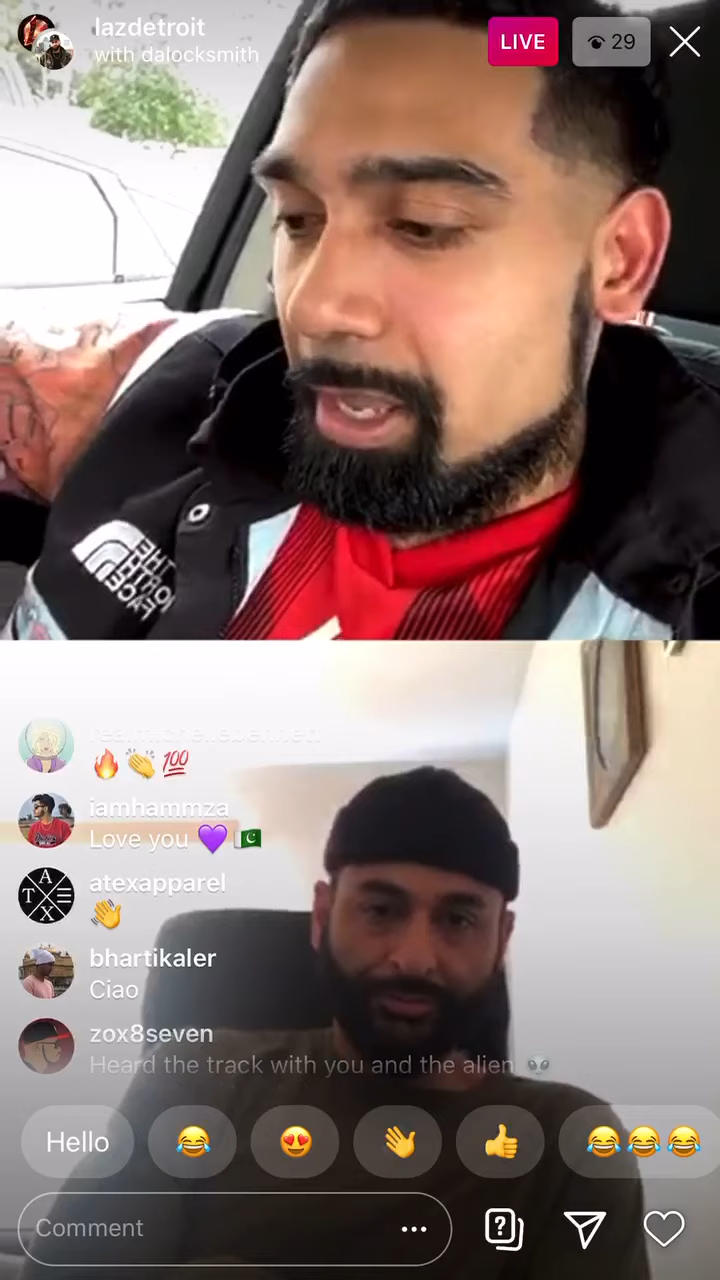 lazdetroit
with dalocksmith
LIVE
29
THE
NORTH
FACE
💯
iamhammza
Love you 💜 🇵🇰
A
T X E
X
atexapparel
bhartikaler
Ciao
zox8seven
Heard the track with you and the alien 👽
Hello
Comment